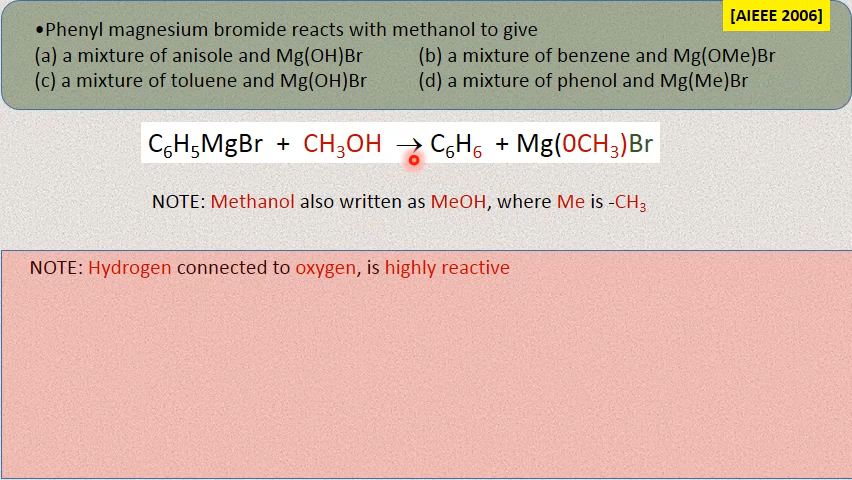 [AIEEE 2006]
•Phenyl magnesium bromide reacts with methanol to give
(a) a mixture of anisole and Mg(OH)Br (b) a mixture of benzene and Mg(OMe)Br
(c) a mixture of toluene and Mg(OH)Br (d) a mixture of phenol and Mg(Me)Br
C₆H₅MgBr + CH₃OH → C₆H₆ + Mg(0CH₃)Br
NOTE: Methanol also written as MeOH, where Me is -CH₃
NOTE: Hydrogen connected to oxygen, is highly reactive